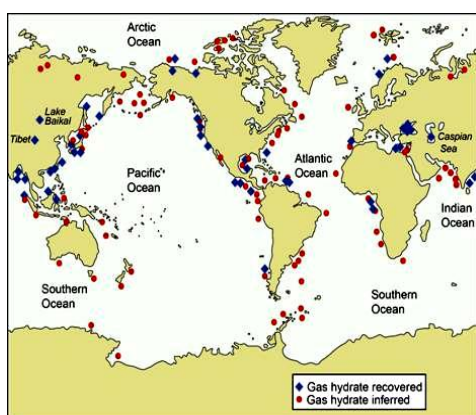 Arctic
Ocean
Lake
Baikal
Tibet
Caspian
Sea
Pacific
Ocean
Atlantic
Ocean
Indian
Ocean
Southern
Ocean
Southern
Ocean
Gas hydrate recovered
Gas hydrate inferred